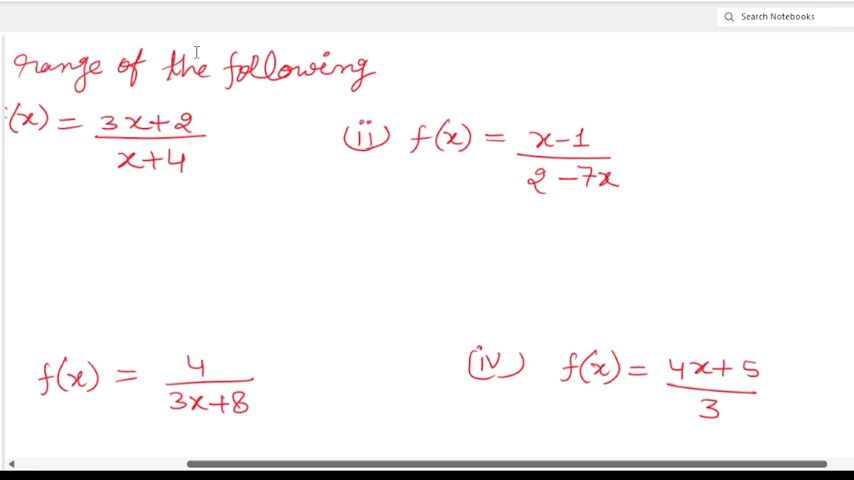 Search Notebooks
range of the following
(x) = 3x+2 / x+4
(ii) f(x) = x-1 / 2-7x
f(x) = 4 / 3x+8
(iv) f(x) = 4x+5 / 3